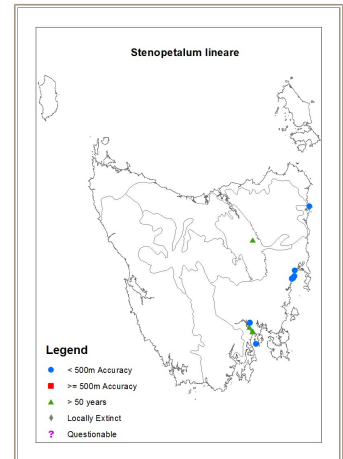 Stenopetalum lineare
Legend
< 500m Accuracy
>= 500m Accuracy
> 50 years
Locally Extinct
? Questionable